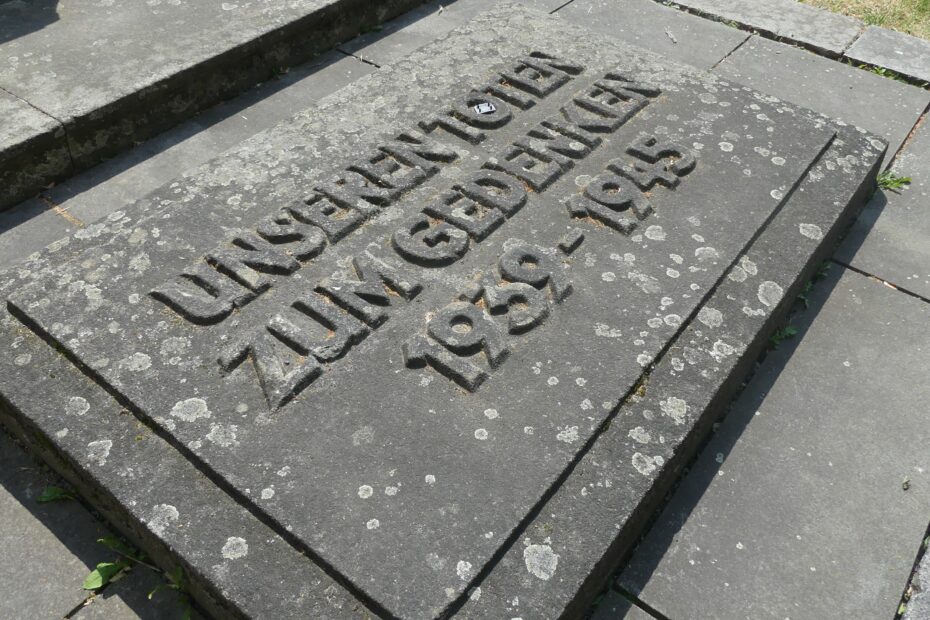 UNSEREN TOTEN
ZUM GEDENKEN
1939-1945